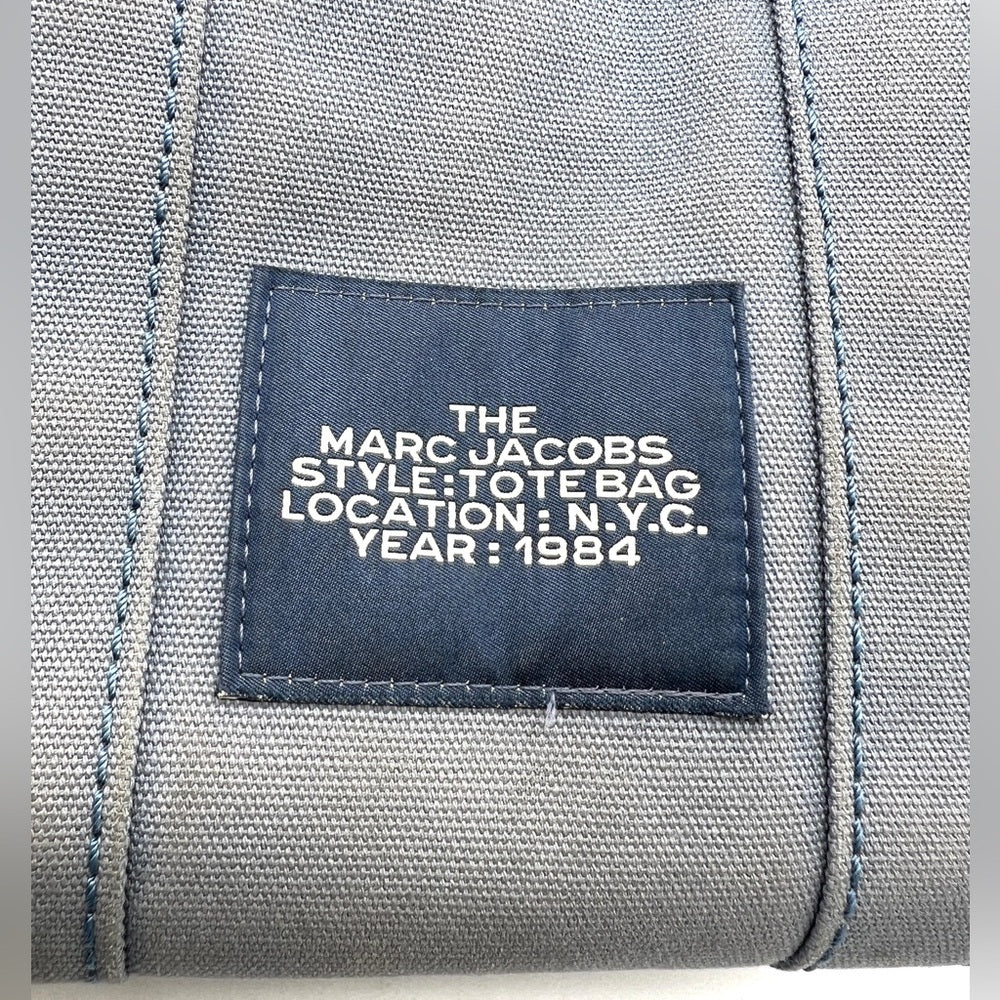 THE
MARC JACOBS
STYLE:TOTE BAG
LOCATION: N.Y.C.
YEAR: 1984